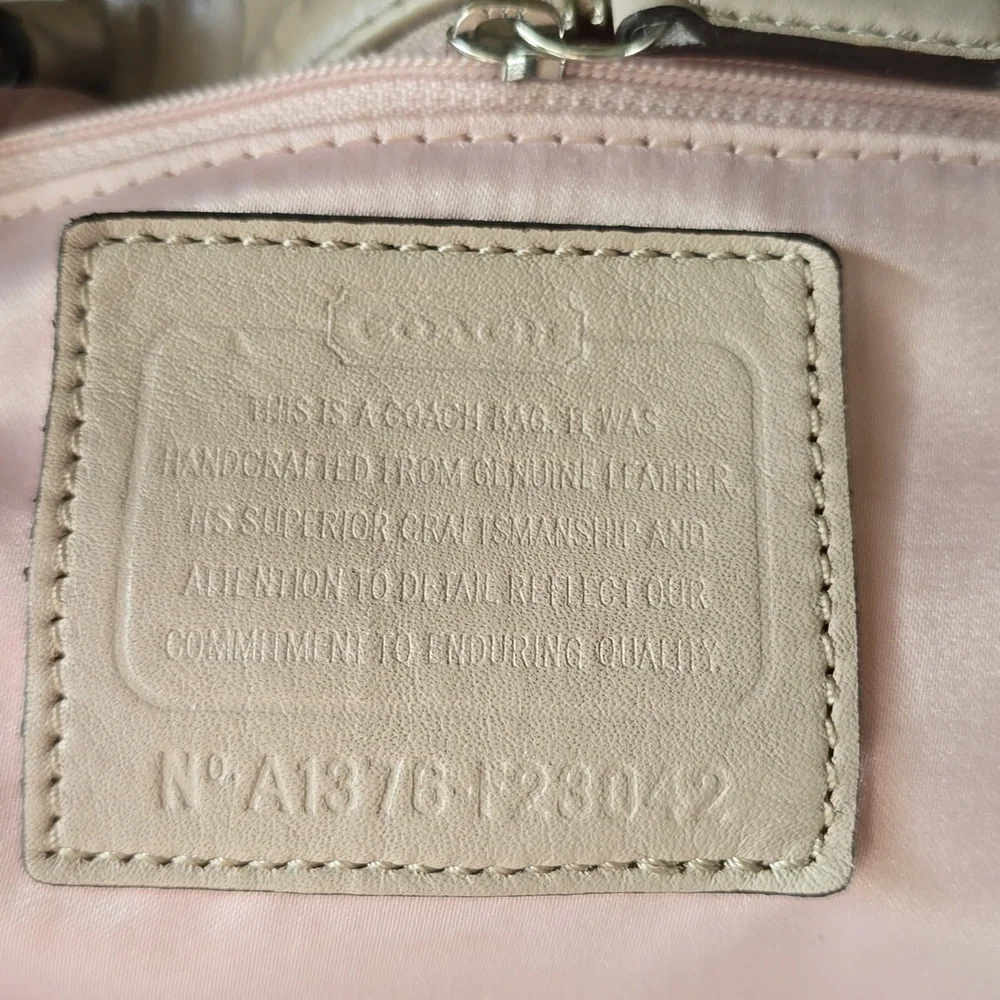 COACH
THIS IS A COACH BAG. IT WAS
HANDCRAFTED FROM GENUINE LEATHER.
ITS SUPERIOR CRAFTSMANSHIP AND
ATTENTION TO DETAIL REFLECT OUR
COMMITMENT TO ENDURING QUALITY.
Nº. A1376-F23042